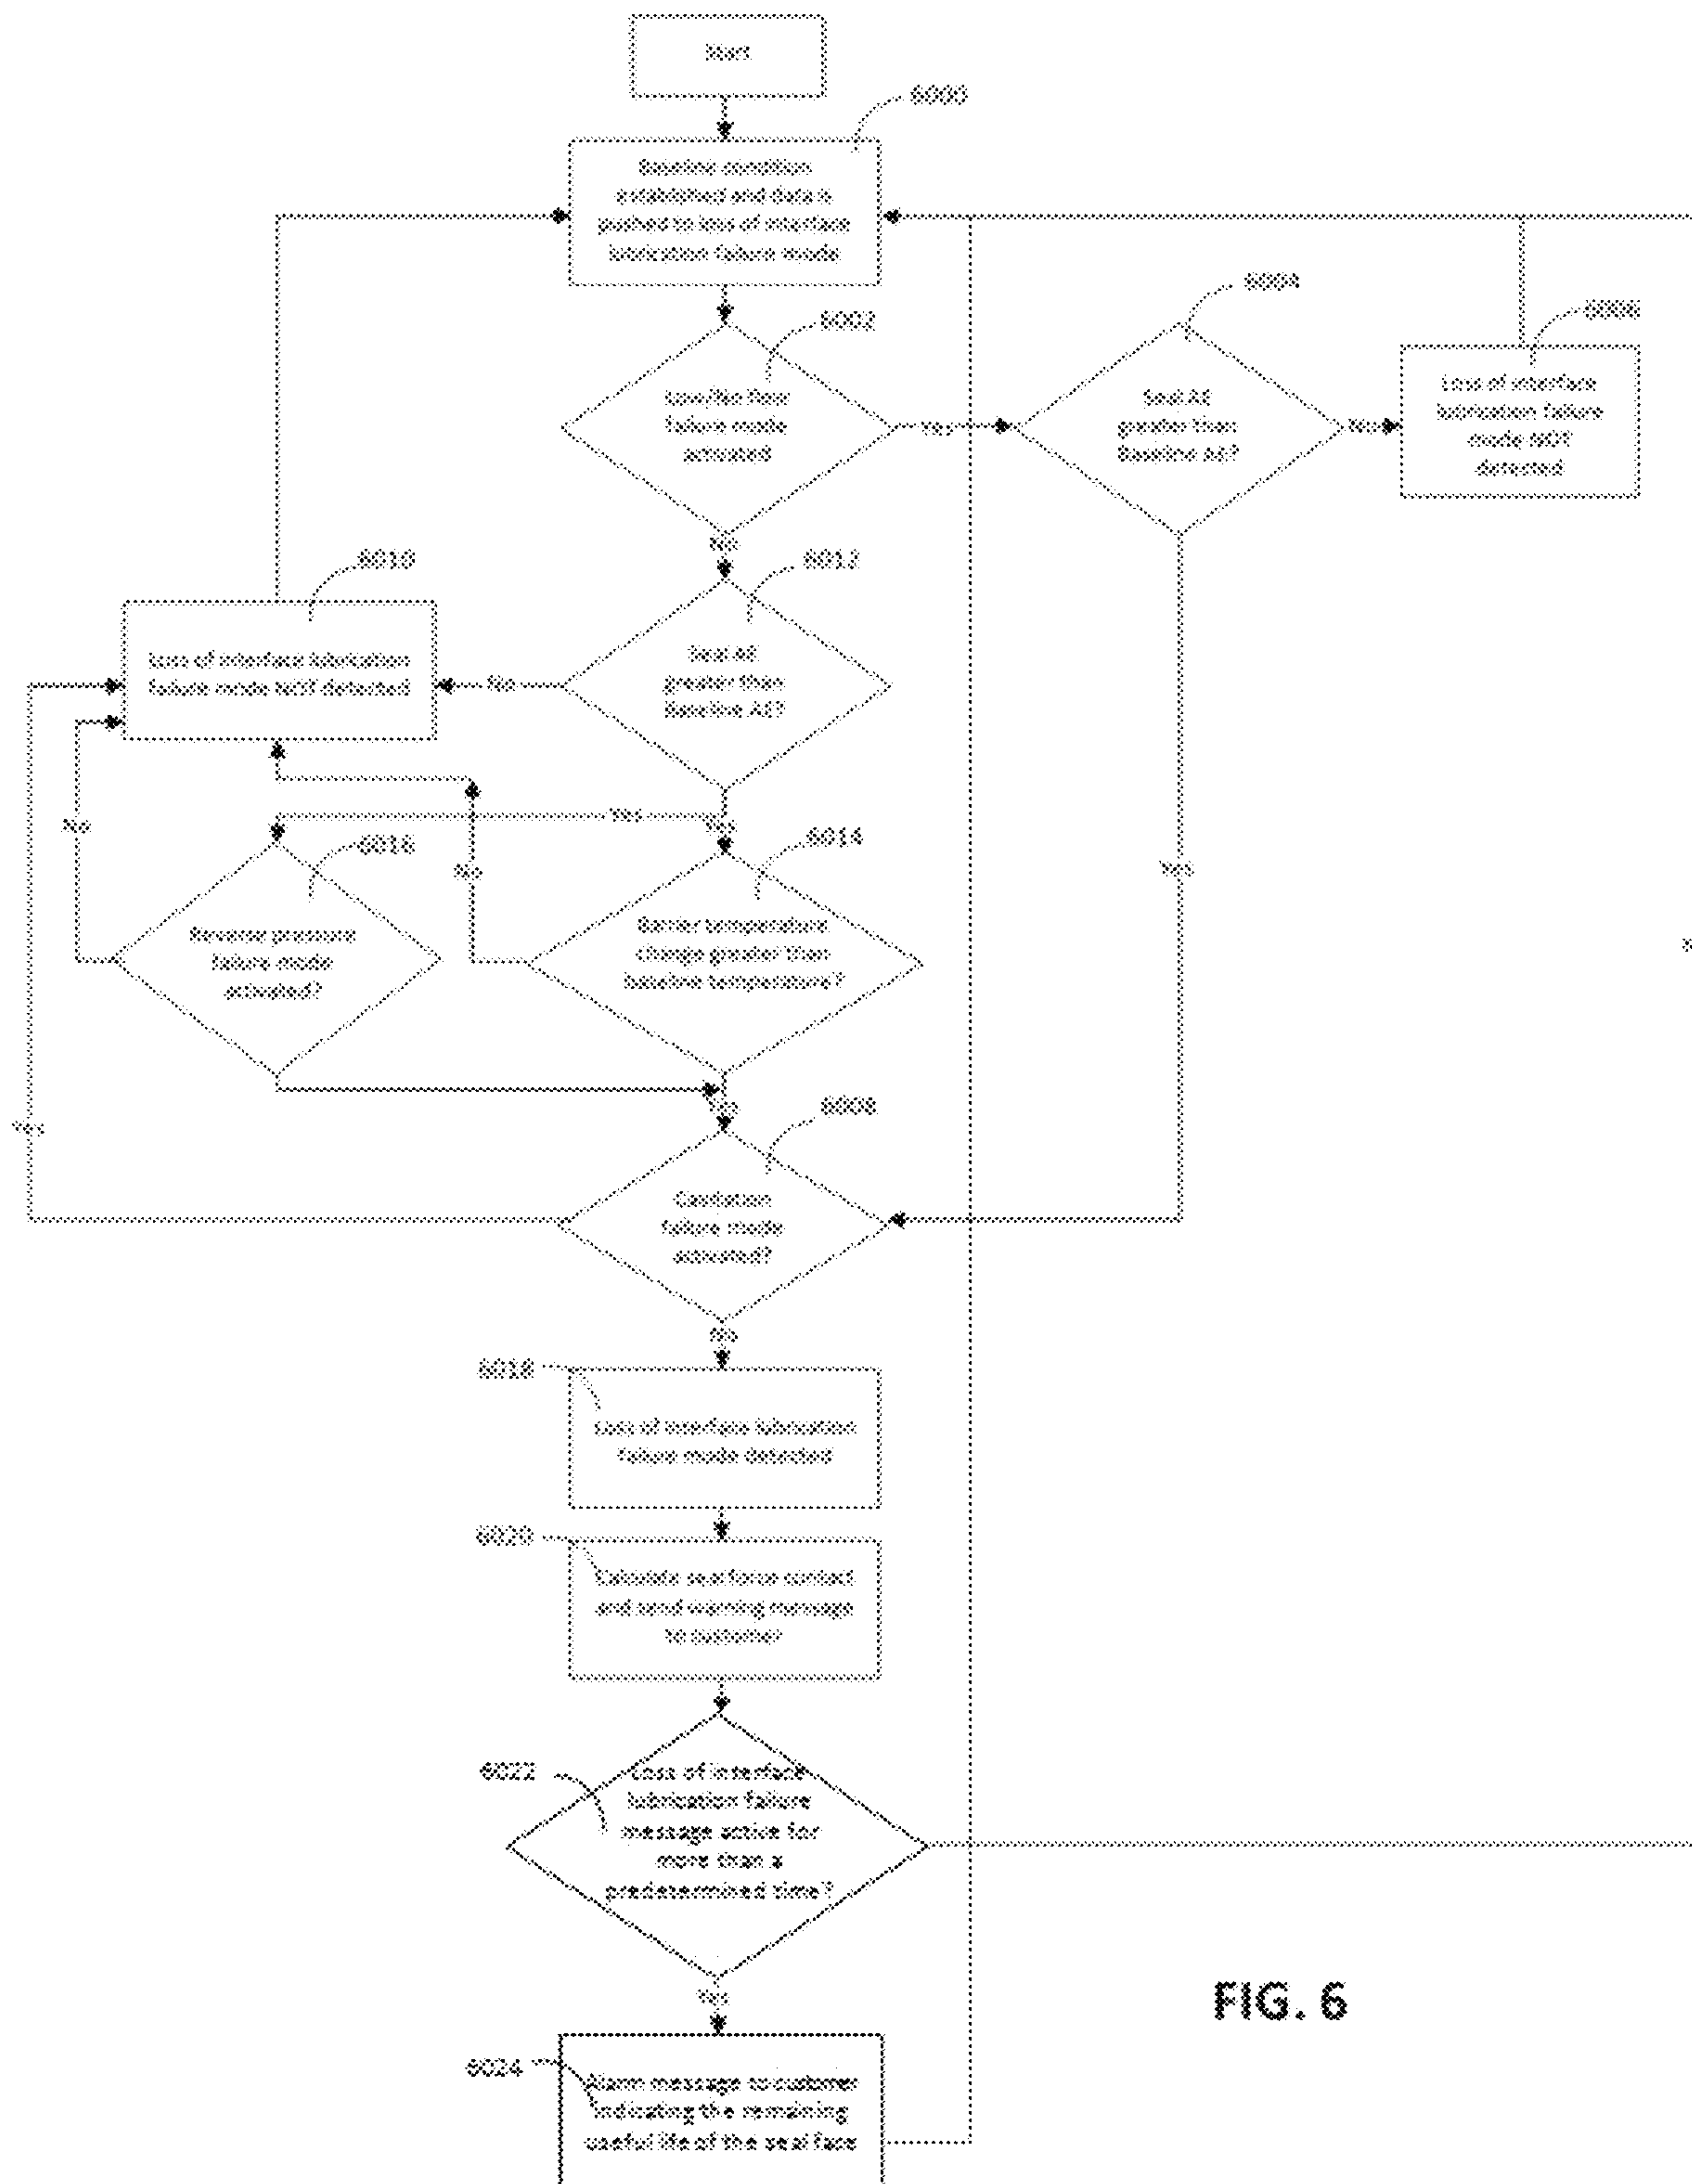 Start
6000
Baseline condition
established and data is
pushed to loss of interface
lubrication failure mode
6002
Low/No flow
failure mode
activated
Yes
6004
Seal AE
greater than
Baseline AE?
No
6006
Loss of interface
lubrication failure
mode NOT
detected
No
6010
Loss of interface lubrication
failure mode NOT detected
6012
Seal AE
greater than
Baseline AE?
No
Yes
Yes
No
No
6016
Reverse pressure
failure mode
activated?
6014
Barrier temperature
change greater than
baseline temperature?
Yes
Yes
Yes
6008
Cavitation
failure mode
activated?
No
6018
Loss of interface lubrication
failure mode detected
6020
Calculate seal force contact
and send warning message
to customer
6022
Loss of interface
lubrication failure
message active for
more than a
predetermined time?
Yes
6024
Alarm message to customer
indicating the remaining
useful life of the seal face
FIG. 6